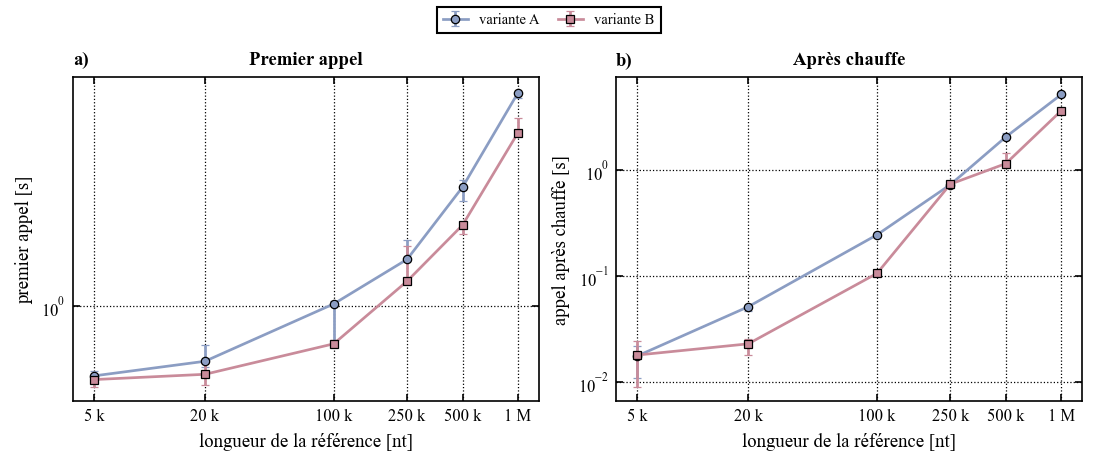 variante A variante B
a) Premier appel
premier appel [s]
10⁰
5 k 20 k 100 k 250 k 500 k 1 M
longueur de la référence [nt]
b) Après chauffe
appel après chauffe [s]
10⁰
10⁻¹
10⁻²
5 k 20 k 100 k 250 k 500 k 1 M
longueur de la référence [nt]